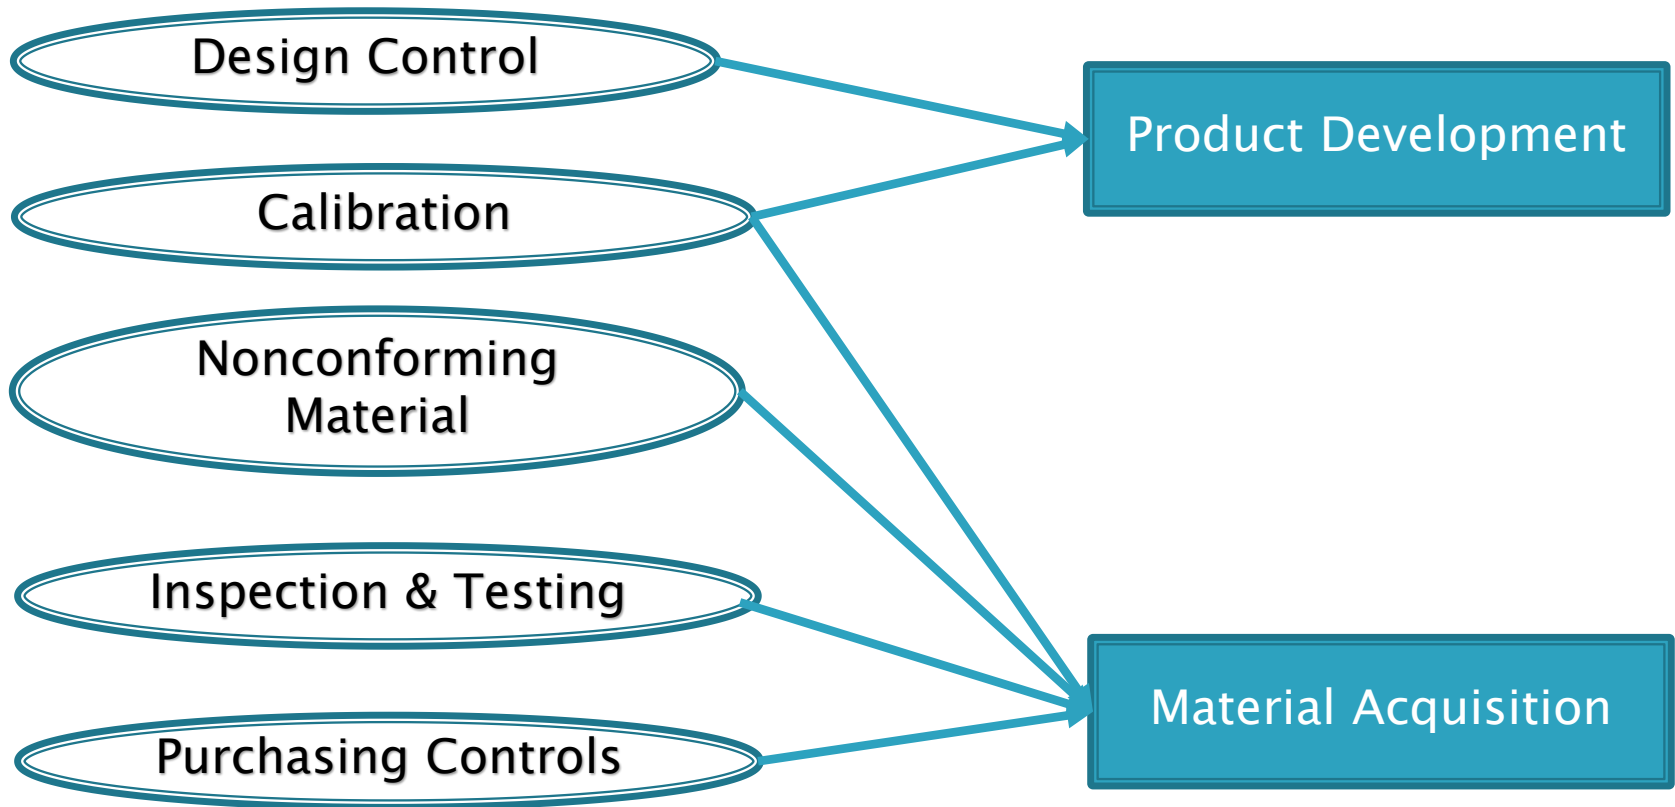 Design Control
Product Development
Calibration
Nonconforming
Material
Inspection & Testing
Material Acquisition
Purchasing Controls